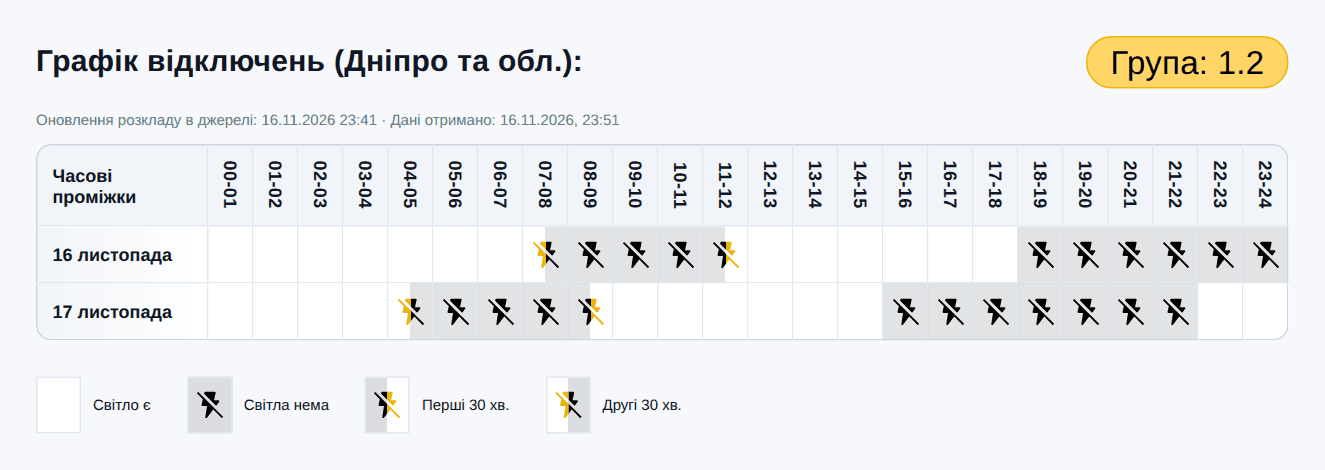 Графік відключень (Дніпро та обл.):
Група: 1.2
Оновлення розкладу в джерелі: 16.11.2026 23:41 · Дані отримано: 16.11.2026, 23:51
Часові
проміжки
00-01 01-02 02-03 03-04 04-05 05-06 06-07 07-08 08-09 09-10 10-11 11-12 12-13 13-14 14-15 15-16 16-17 17-18 18-19 19-20 20-21 21-22 22-23 23-24
16 листопада
17 листопада
Світло є
Світла нема
Перші 30 хв.
Другі 30 хв.